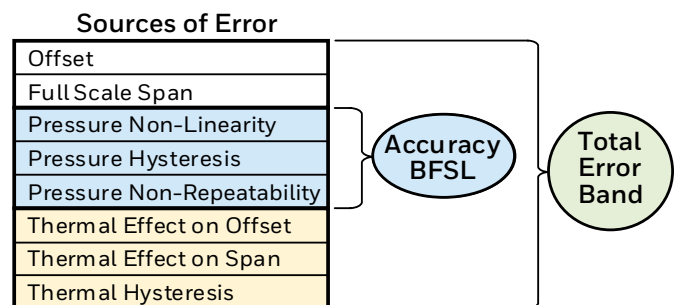 Sources of Error
Offset
Full Scale Span
Pressure Non-Linearity
Pressure Hysteresis
Pressure Non-Repeatability
Thermal Effect on Offset
Thermal Effect on Span
Thermal Hysteresis
Accuracy
BFSL
Total
Error
Band